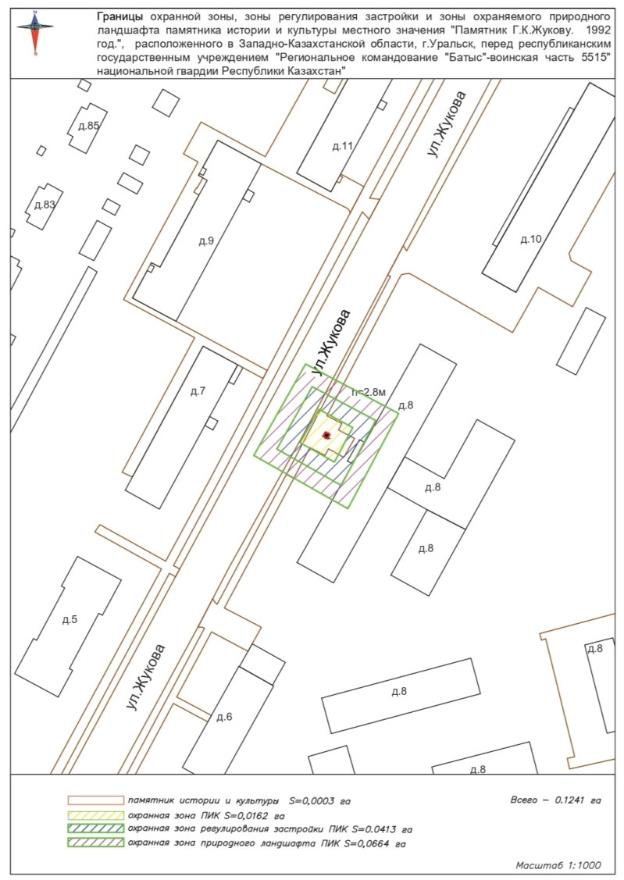 Границы охранной зоны, зоны регулирования застройки и зоны охраняемого природного
ландшафта памятника истории и культуры местного значения "Памятник Г.К.Жукову. 1992
год.", расположенного в Западно-Казахстанской области, г.Уральск, перед республиканским
государственным учреждением "Региональное командование "Батыс"-воинская часть 5515"
национальной гвардии Республики Казахстан"
ул.Жукова
д.85
д.11
д.83
д.9
д.10
ул.Жукова
д.7
h=2.8м
д.8
д.8
д.8
д.5
ул.Жукова
д.8
д.8
д.6
д.8
памятник истории и культуры S=0,0003 га
Всего – 0.1241 га
охранная зона ПИК S=0,0162 га
охранная зона регулирования застройки ПИК S=0.0413 га
охранная зона природного ландшафта ПИК S=0,0664 га
Масштаб 1:1000